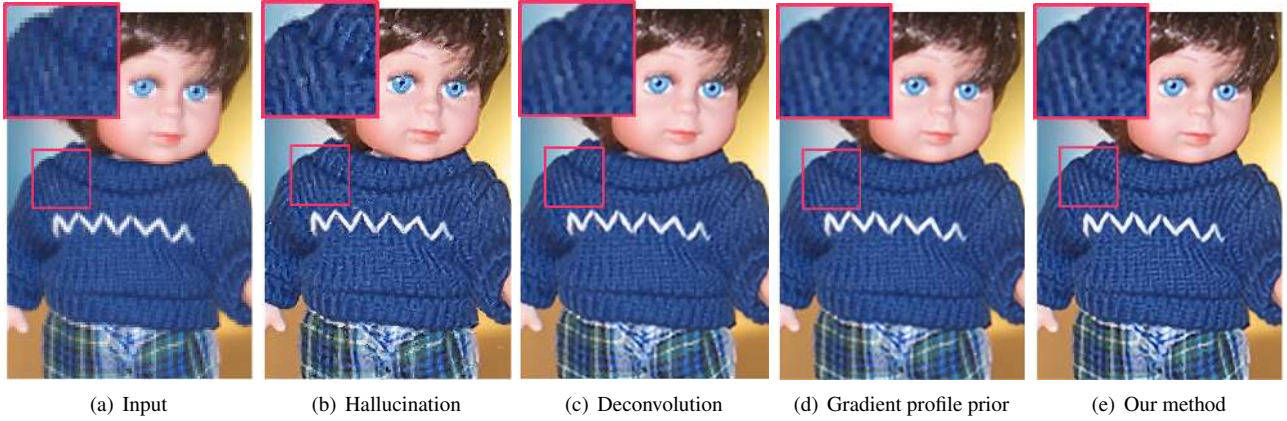 (a) Input (b) Hallucination (c) Deconvolution (d) Gradient profile prior (e) Our method